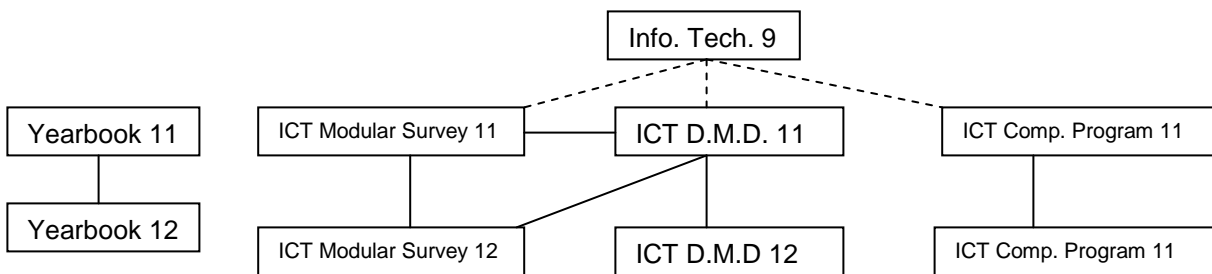 Info. Tech. 9
Yearbook 11
ICT Modular Survey 11
ICT D.M.D. 11
ICT Comp. Program 11
Yearbook 12
ICT Modular Survey 12
ICT D.M.D 12
ICT Comp. Program 11